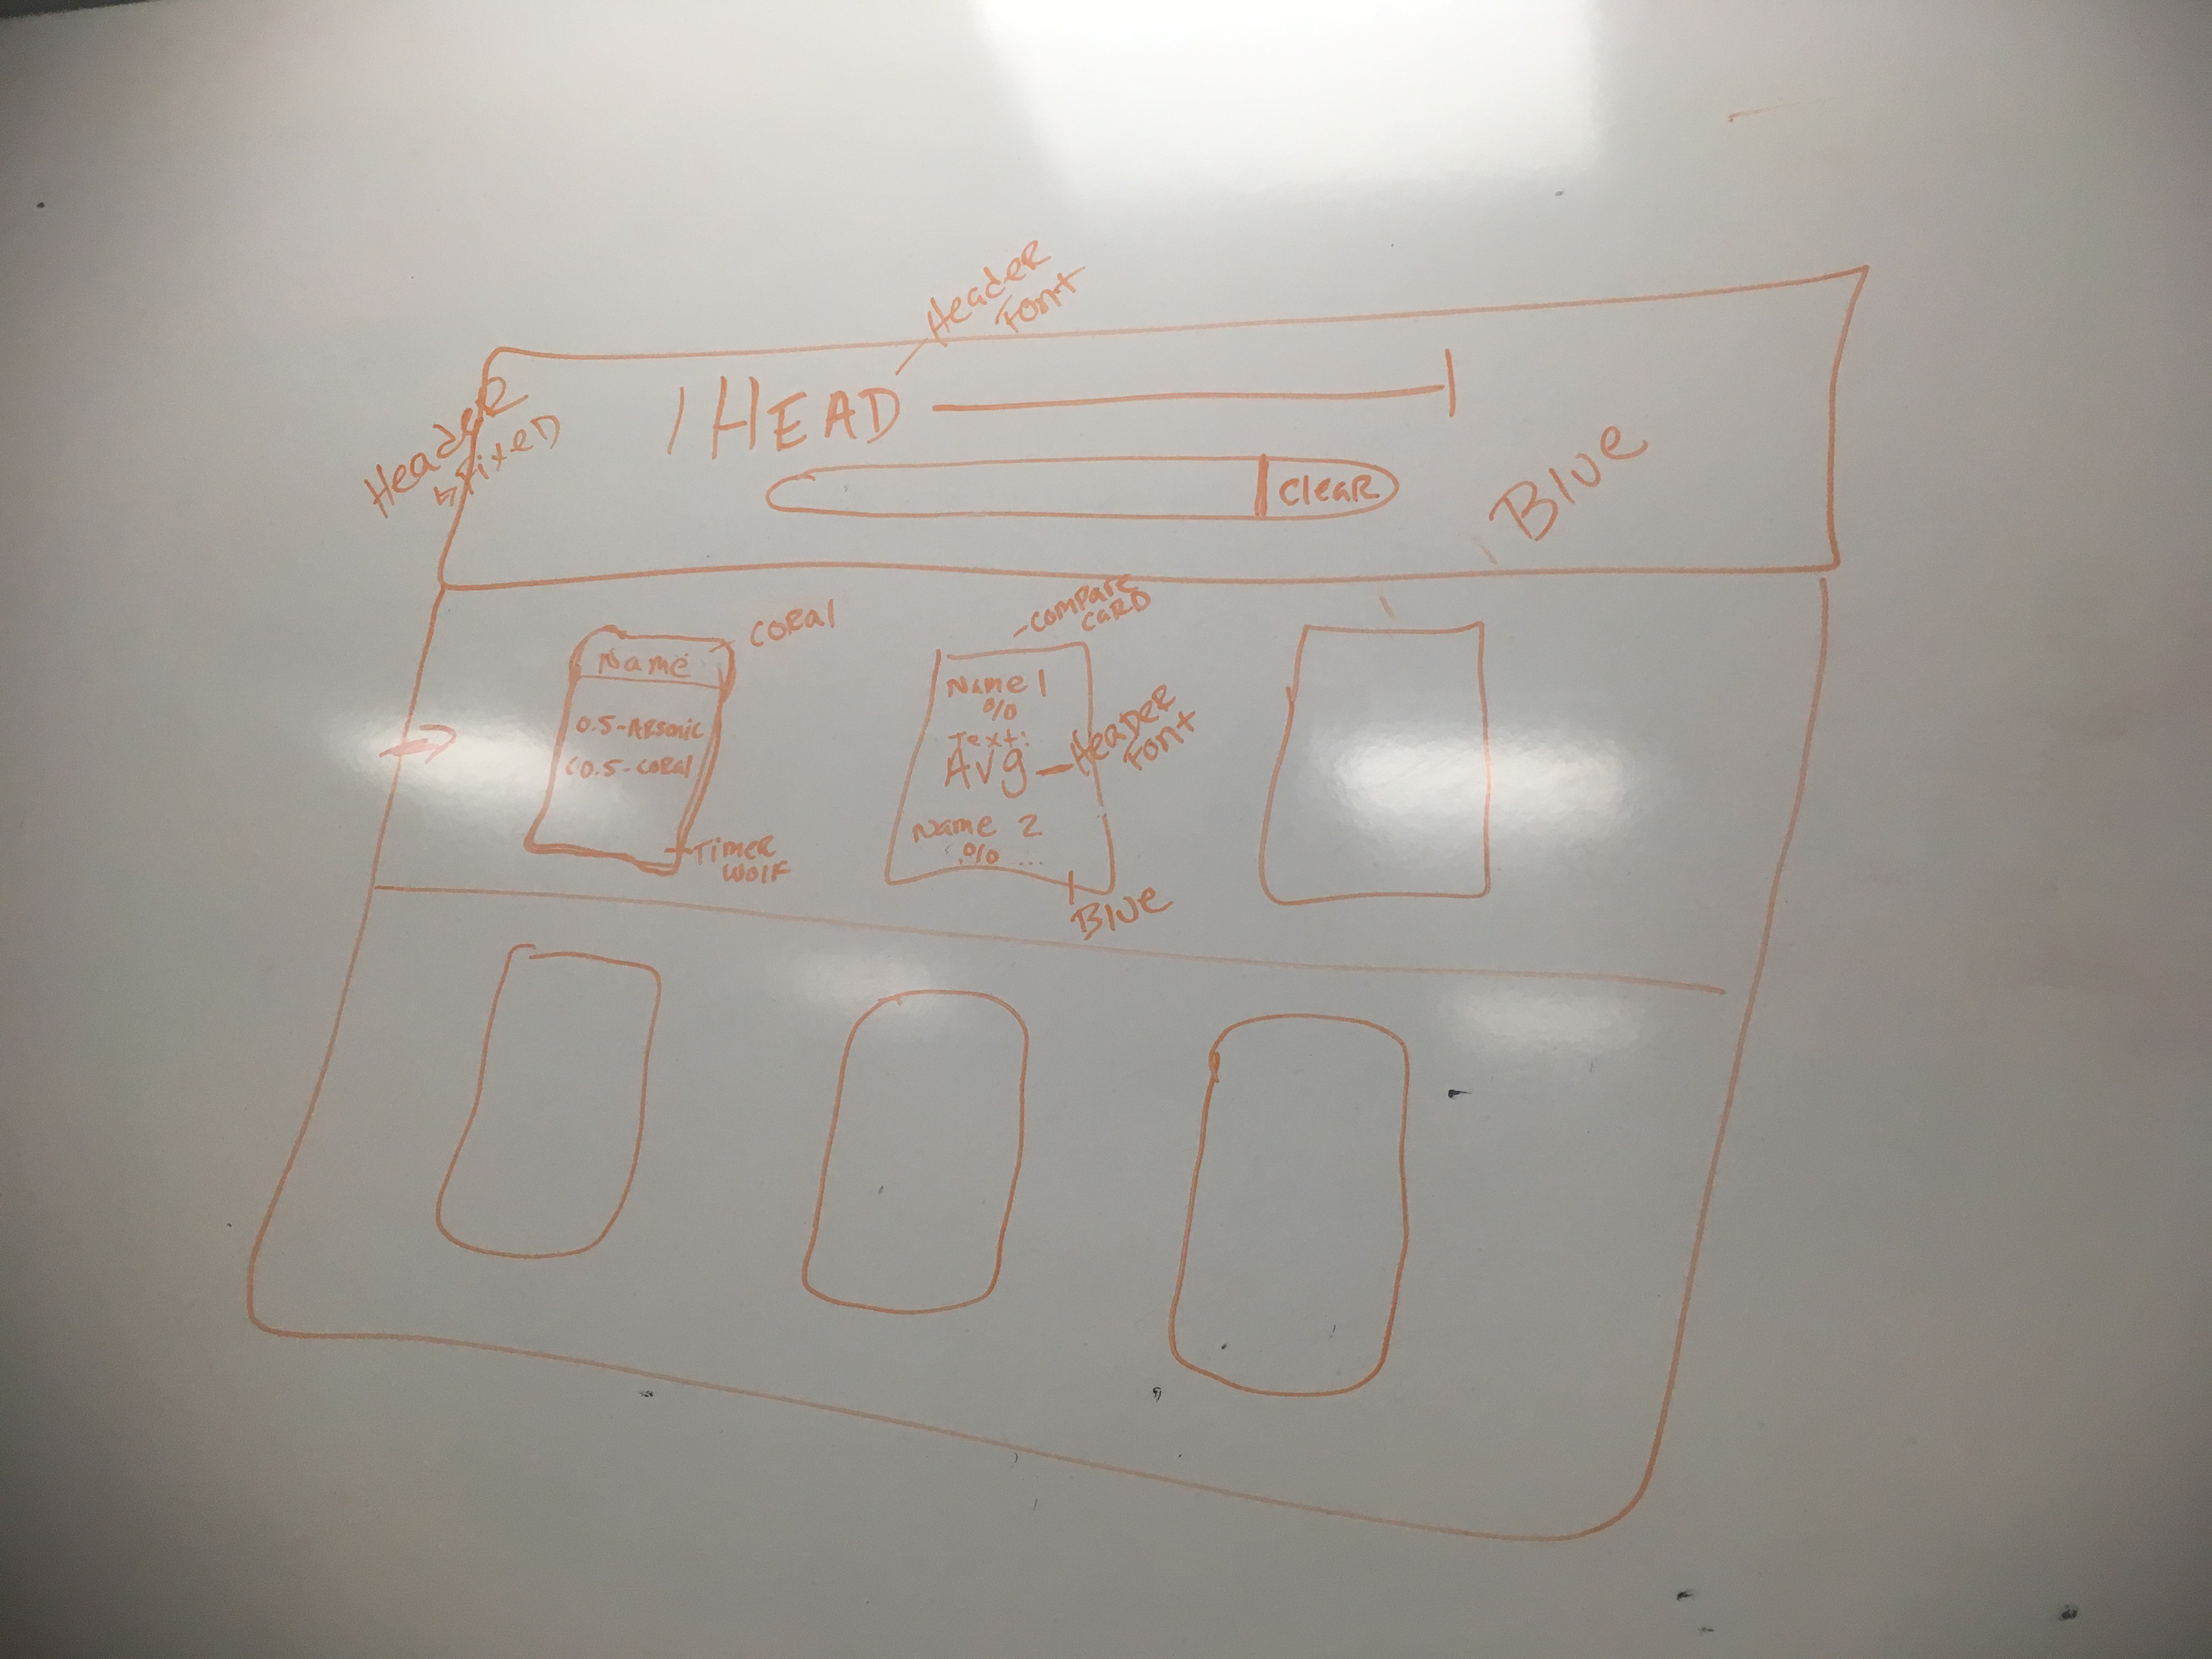 Header
Font
HEAD
Header
Fixed
Clear
Blue
Compare
Card
Coral
Name
Name 1
%
Text:
0.5-Arsonic
Avg
Header
Font
<0.5-Coral
Name 2
% ...
Timer
Wolf
Blue